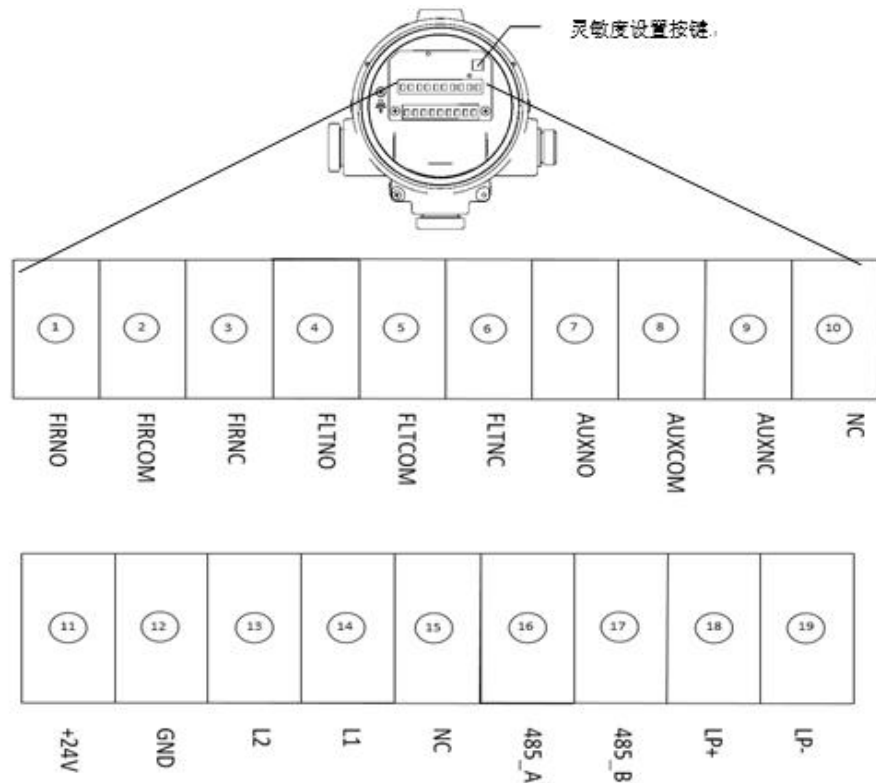 灵敏度设置按键.
1 2 3 4 5 6 7 8 9 10
FIRNO FIRCOM FIRNC FLTNO FLTCOM FLTNC AUXNO AUXCOM AUXNC NC
11 12 13 14 15 16 17 18 19
+24V GND L2 L1 NC 485_A 485_B LP+ LP-